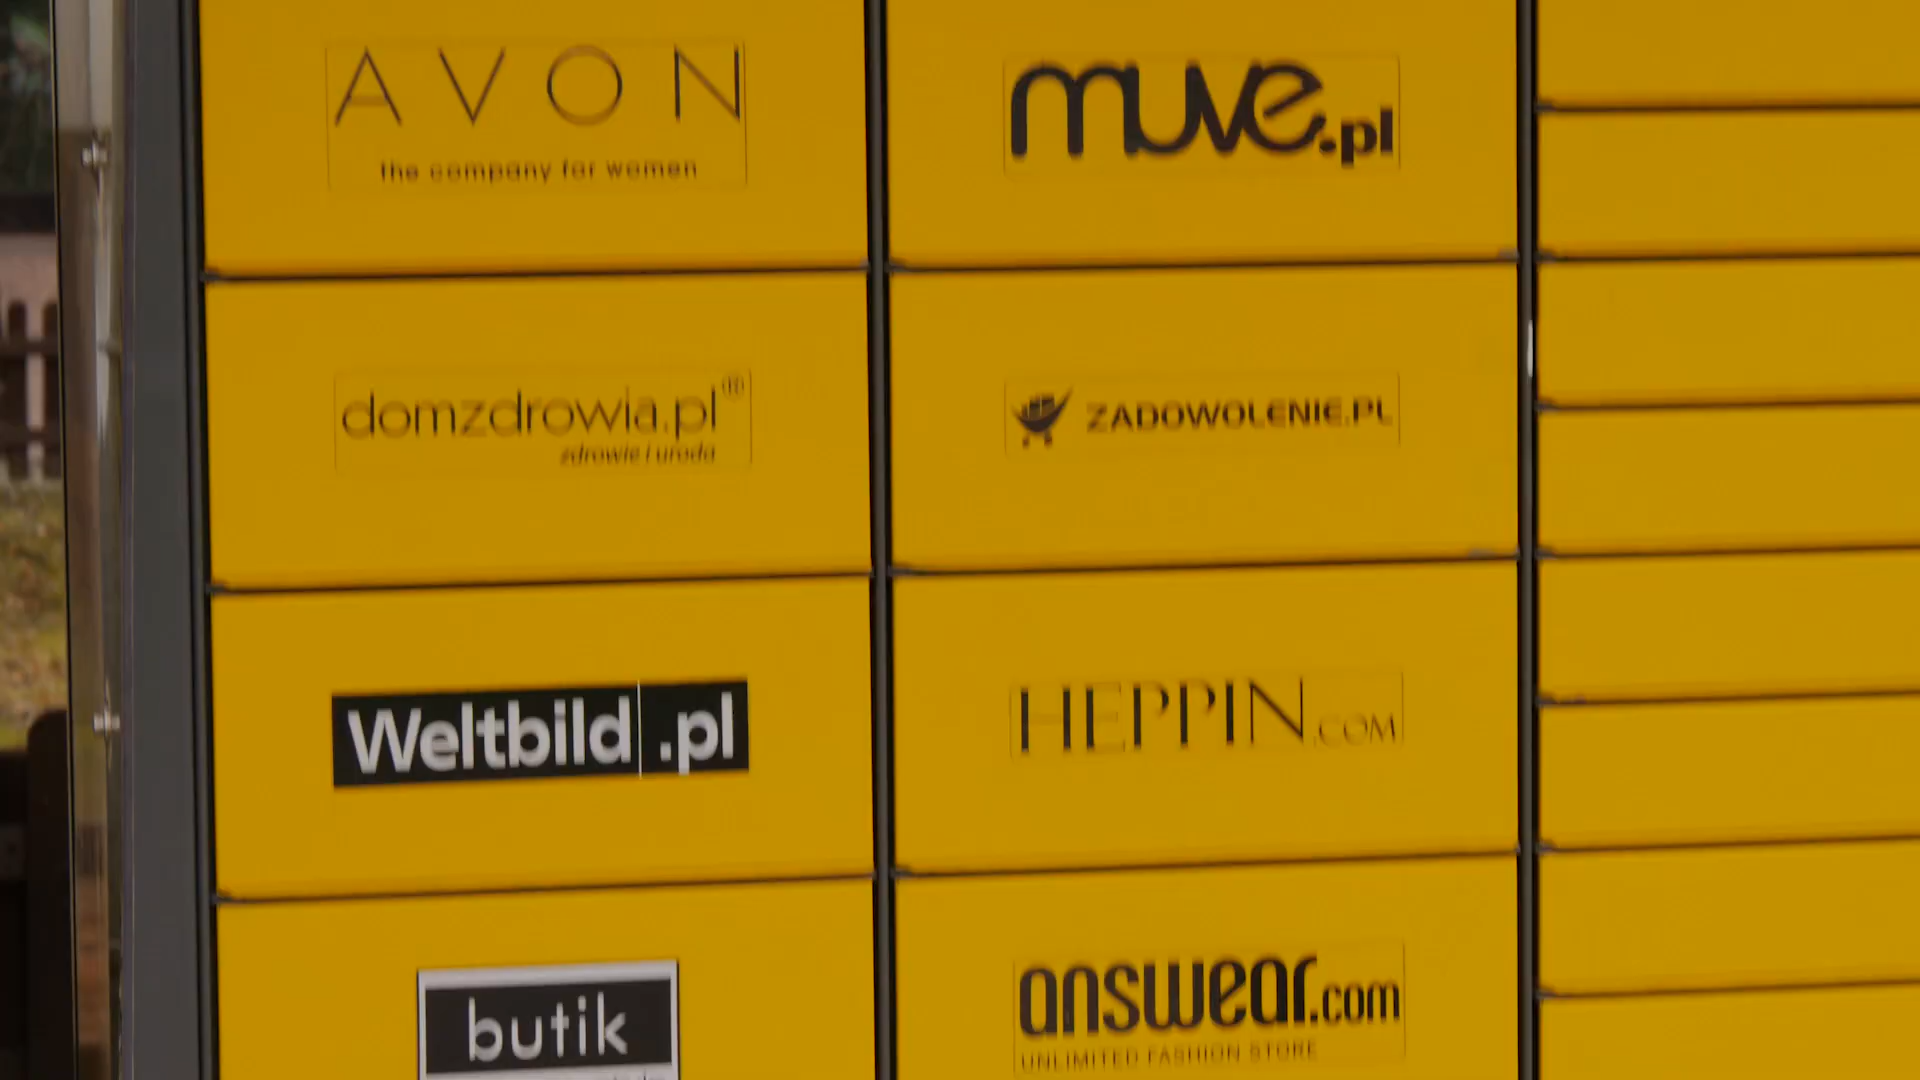 AVON
the company for women
muve.pl
domzdrowia.pl®
zdrowie i uroda
ZADOWOLENIE.PL
Weltbild.pl
HEPPIN.COM
butik
answear.com
UNLIMITED FASHION STORE